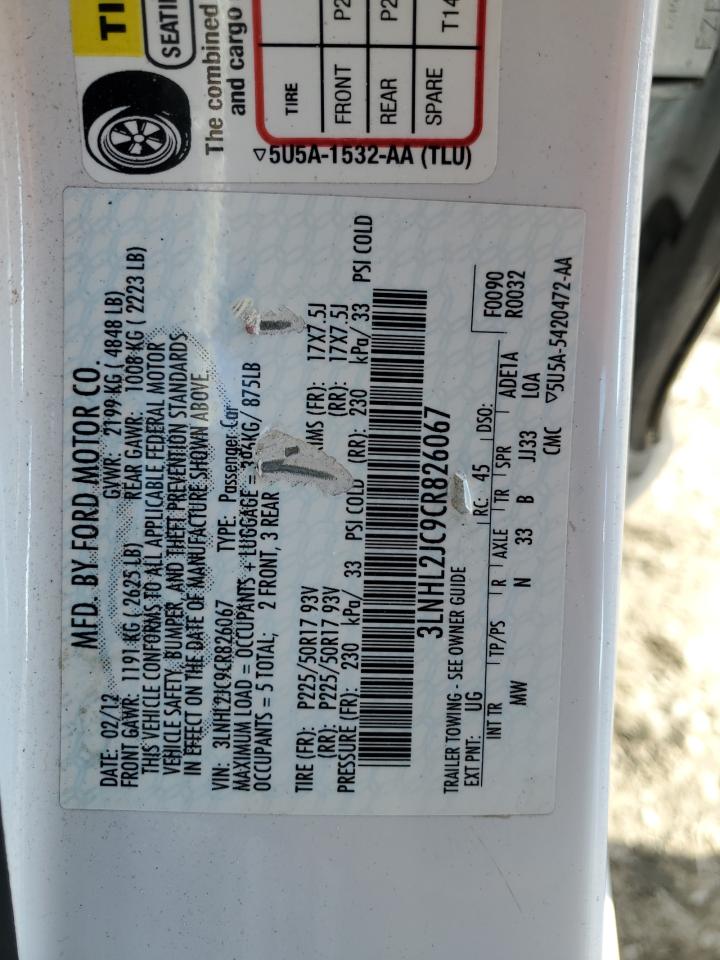 TI
SEATI
The combined
and cargo
TIRE
FRONT P2
REAR P2
SPARE T14
▽5U5A-1532-AA (TLU)
MFD. BY FORD MOTOR CO.
DATE: 02/12 GVWR: 2199 KG ( 4848 LB)
FRONT GAWR: 1191 KG ( 2625 LB) REAR GAWR: 1008 KG ( 2223 LB)
THIS VEHICLE CONFORMS TO ALL APPLICABLE FEDERAL MOTOR
VEHICLE SAFETY, BUMPER, AND THEFT PREVENTION STANDARDS
IN EFFECT ON THE DATE OF MANUFACTURE SHOWN ABOVE.
VIN: 3LNHL2JC9CR826067 TYPE: Passenger Car
MAXIMUM LOAD = OCCUPANTS + LUGGAGE = KG/ 875LB
OCCUPANTS = 5 TOTAL; 2 FRONT, 3 REAR
TIRE (FR): P225/50R17 93V (FR): 17X7.5J
(RR): P225/50R17 93V (RR): 17X7.5J
PRESSURE (FR): 230 kPa/ 33 PSI COLD (RR): 230 kPa/ 33 PSI COLD
3LNHL2JC9CR826067
TRAILER TOWING - SEE OWNER GUIDE
EXT PNT: UG RC: 45 DSO: F0090
R0032
INT TR TP/PS R AXLE TR SPR ADE1A
MW N 33 B JJ33 LOA
CMC ▽5U5A-5420472-AA